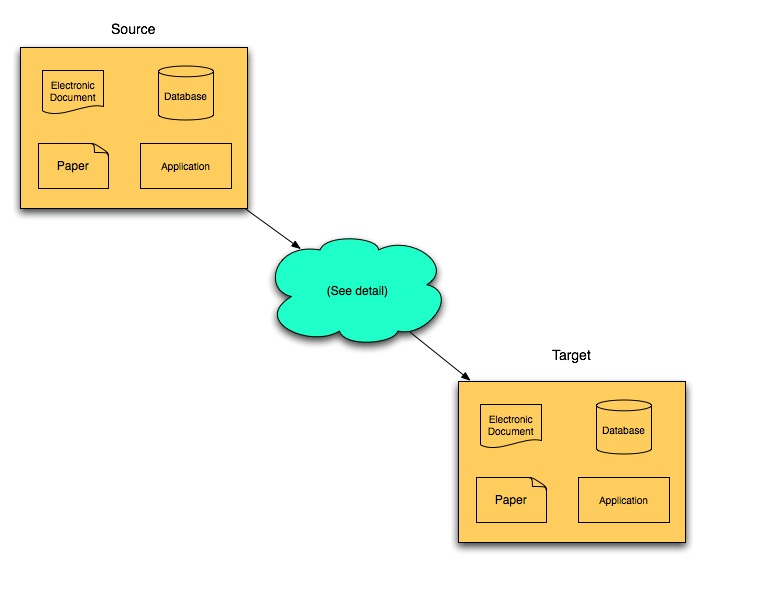 Source
Electronic
Document
Database
Paper
Application
(See detail)
Target
Electronic
Document
Database
Paper
Application